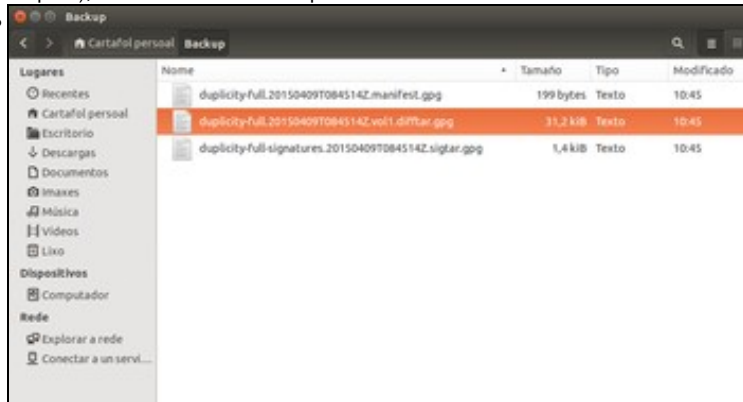 Backup
Cartafol persoal Backup
Lugares
Recentes
Cartafol persoal
Escritorio
Descargas
Documentos
Imaxes
Música
Vídeos
Lixo
Dispositivos
Computador
Rede
Explorar a rede
Conectar a un servi...
Nome Tamaño Tipo Modificado
duplicity-full.20150409T084514Z.manifest.gpg 199 bytes Texto 10:45
duplicity-full.20150409T084514Z.vol1.difftar.gpg 31,2 kiB Texto 10:45
duplicity-full-signatures.20150409T084514Z.sigtar.gpg 1,4 kiB Texto 10:45